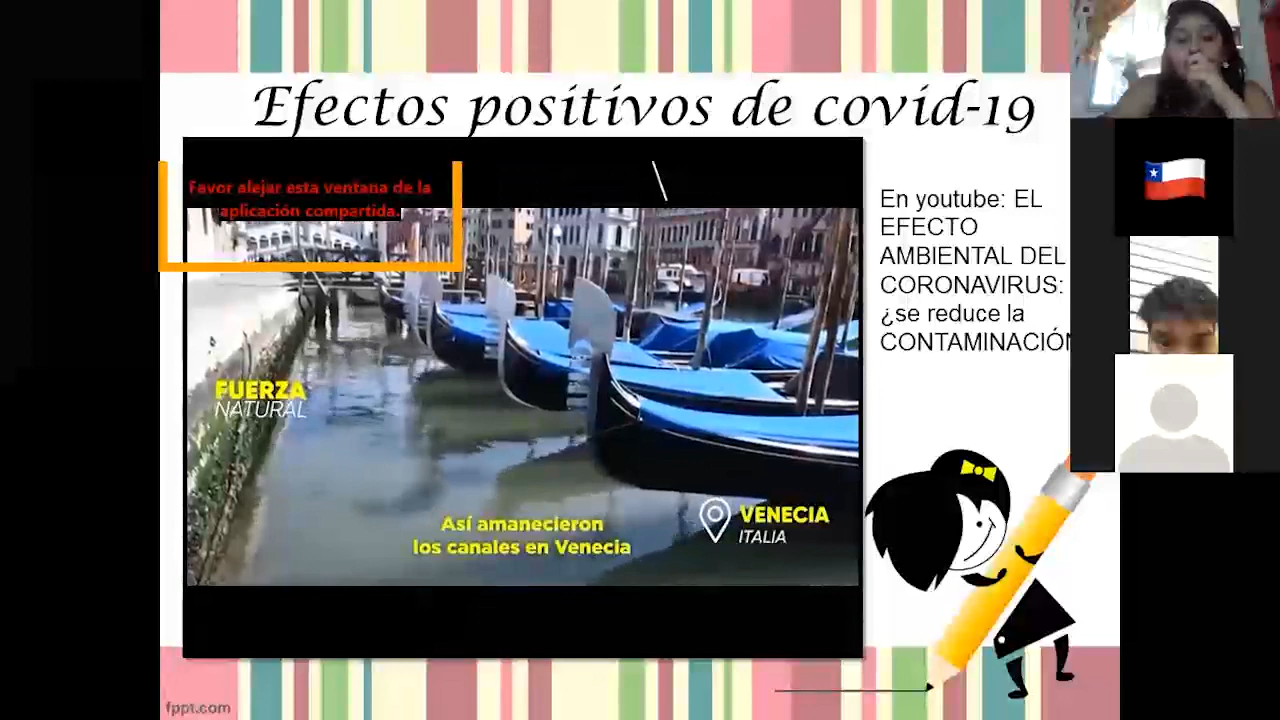 Efectos positivos de covid-19
Favor alejar esta ventana de la
aplicación compartida.
En youtube: EL
EFECTO
AMBIENTAL DEL
CORONAVIRUS:
¿se reduce la
CONTAMINACIÓN
FUERZA
NATURAL
Así amanecieron
los canales en Venecia
VENECIA
ITALIA
fppt.com